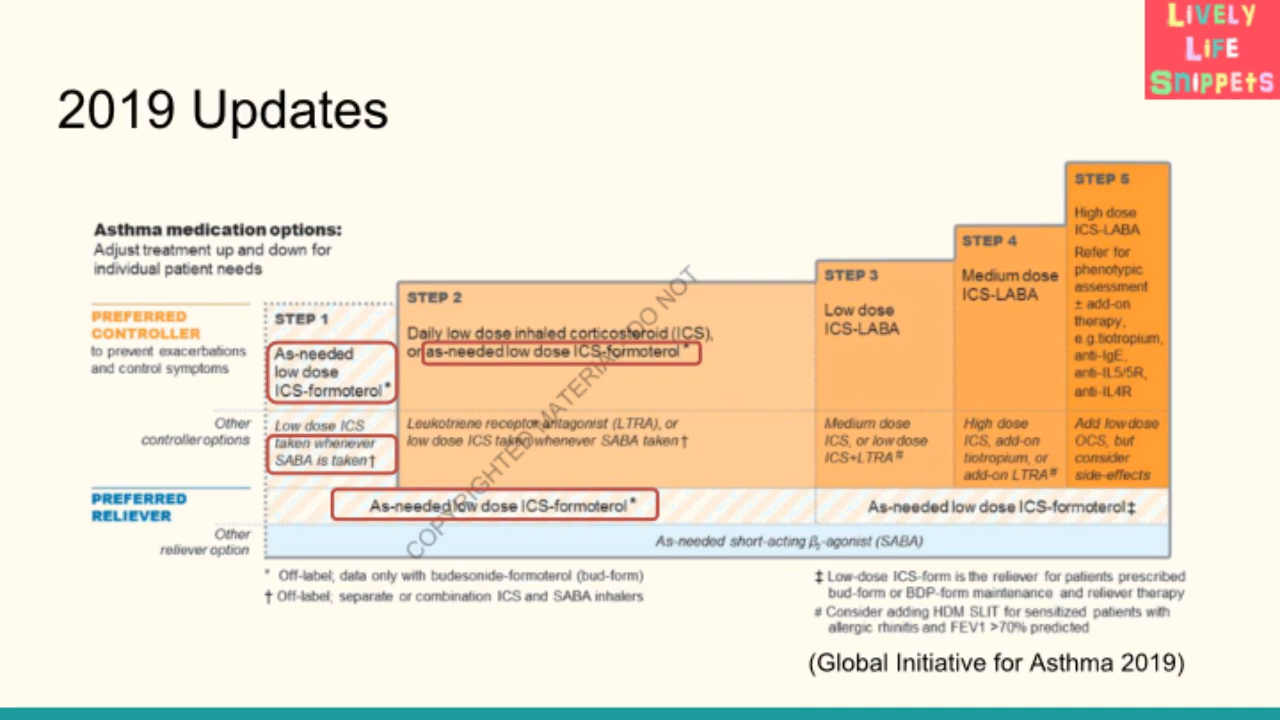 LIVELY
LIFE
SNIPPETS
2019 Updates
Asthma medication options:
Adjust treatment up and down for
individual patient needs
PREFERRED
CONTROLLER
to prevent exacerbations
and control symptoms
Other
controller options
PREFERRED
RELIEVER
Other
reliever option
STEP 1
As-needed
low dose
ICS-formoterol*
Low dose ICS
taken whenever
SABA is taken†
STEP 2
Daily low dose inhaled corticosteroid (ICS),
or as-needed low dose ICS-formoterol*
Leukotriene receptor antagonist (LTRA), or
low dose ICS taken whenever SABA taken†
STEP 3
Low dose
ICS-LABA
Medium dose
ICS, or low dose
ICS+LTRA#
STEP 4
Medium dose
ICS-LABA
High dose
ICS, add-on
tiotropium, or
add-on LTRA#
STEP 5
High dose
ICS-LABA
Refer for
phenotypic
assessment
± add-on
therapy,
e.g.tiotropium,
anti-IgE,
anti-IL5/5R,
anti-IL4R
Add low dose
OCS, but
consider
side-effects
As-needed low dose ICS-formoterol*
As-needed low dose ICS-formoterol‡
As-needed short-acting β₂-agonist (SABA)
COPYRIGHTED MATERIAL DO NOT
* Off-label; data only with budesonide-formoterol (bud-form)
† Off-label; separate or combination ICS and SABA inhalers
‡ Low-dose ICS-form is the reliever for patients prescribed
bud-form or BDP-form maintenance and reliever therapy
# Consider adding HDM SLIT for sensitized patients with
allergic rhinitis and FEV1 >70% predicted
(Global Initiative for Asthma 2019)